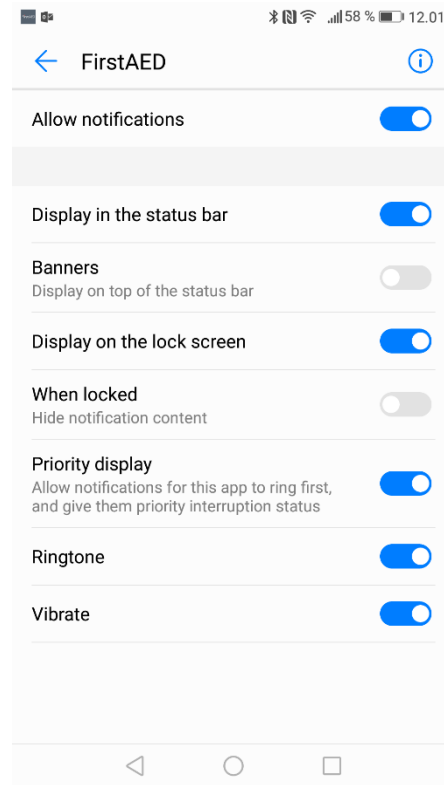 58 % 12.01
FirstAED
Allow notifications
Display in the status bar
Banners
Display on top of the status bar
Display on the lock screen
When locked
Hide notification content
Priority display
Allow notifications for this app to ring first,
and give them priority interruption status
Ringtone
Vibrate